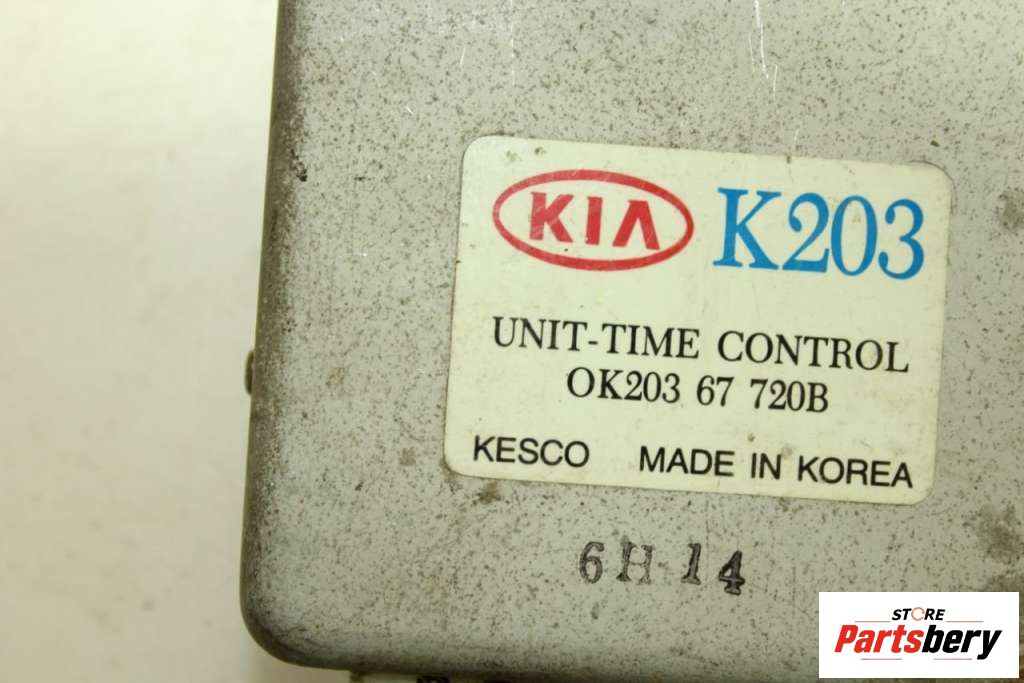 KIA K203
UNIT-TIME CONTROL
OK203 67 720B
KESCO MADE IN KOREA
6H 14
STORE
Partsbery